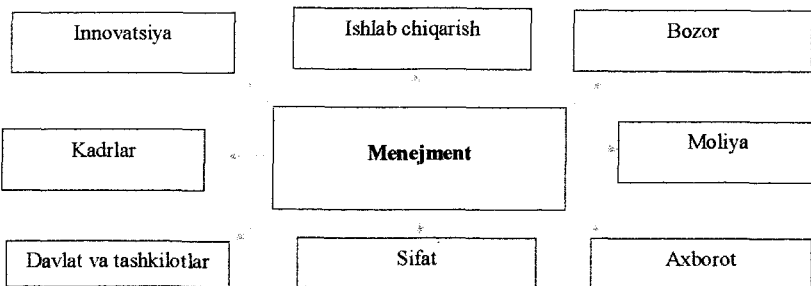 Innovatsiya
Ishlab chiqarish
Bozor
Kadrlar
Menejment
Moliya
Davlat va tashkilotlar
Sifat
Axborot